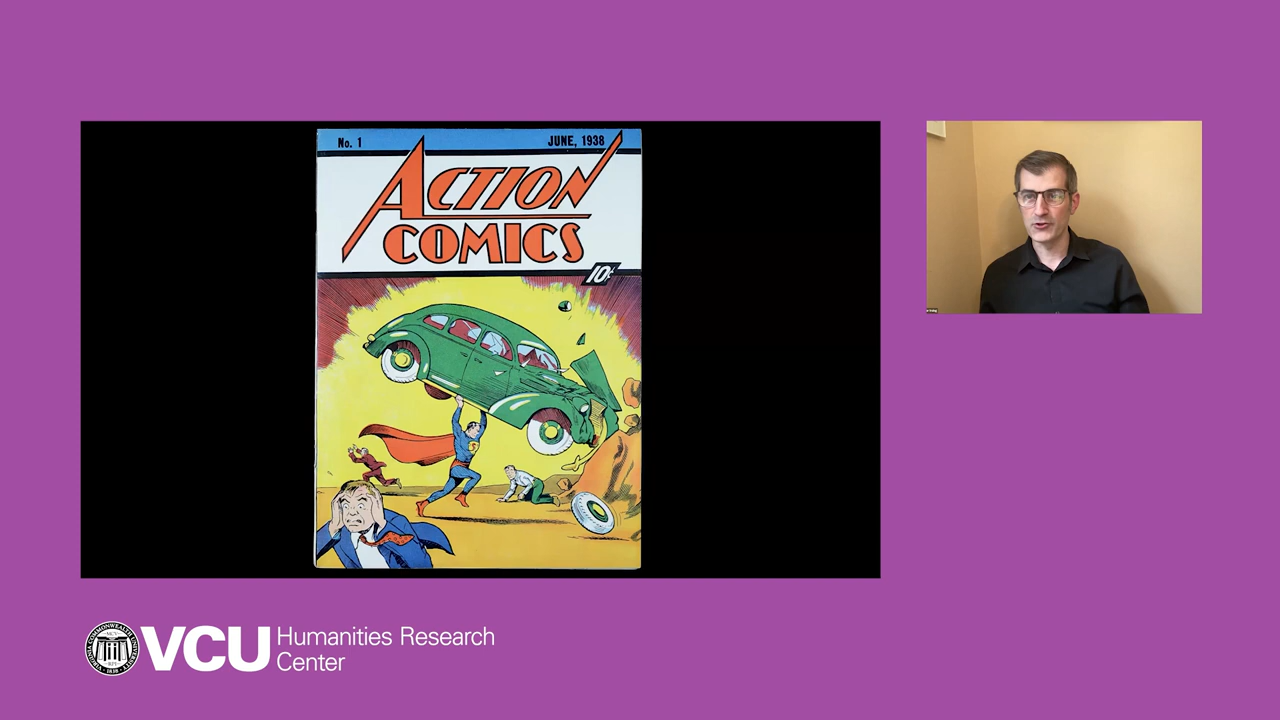 No. 1
JUNE, 1938
ACTION
COMICS
10¢
VCU
Humanities Research
Center